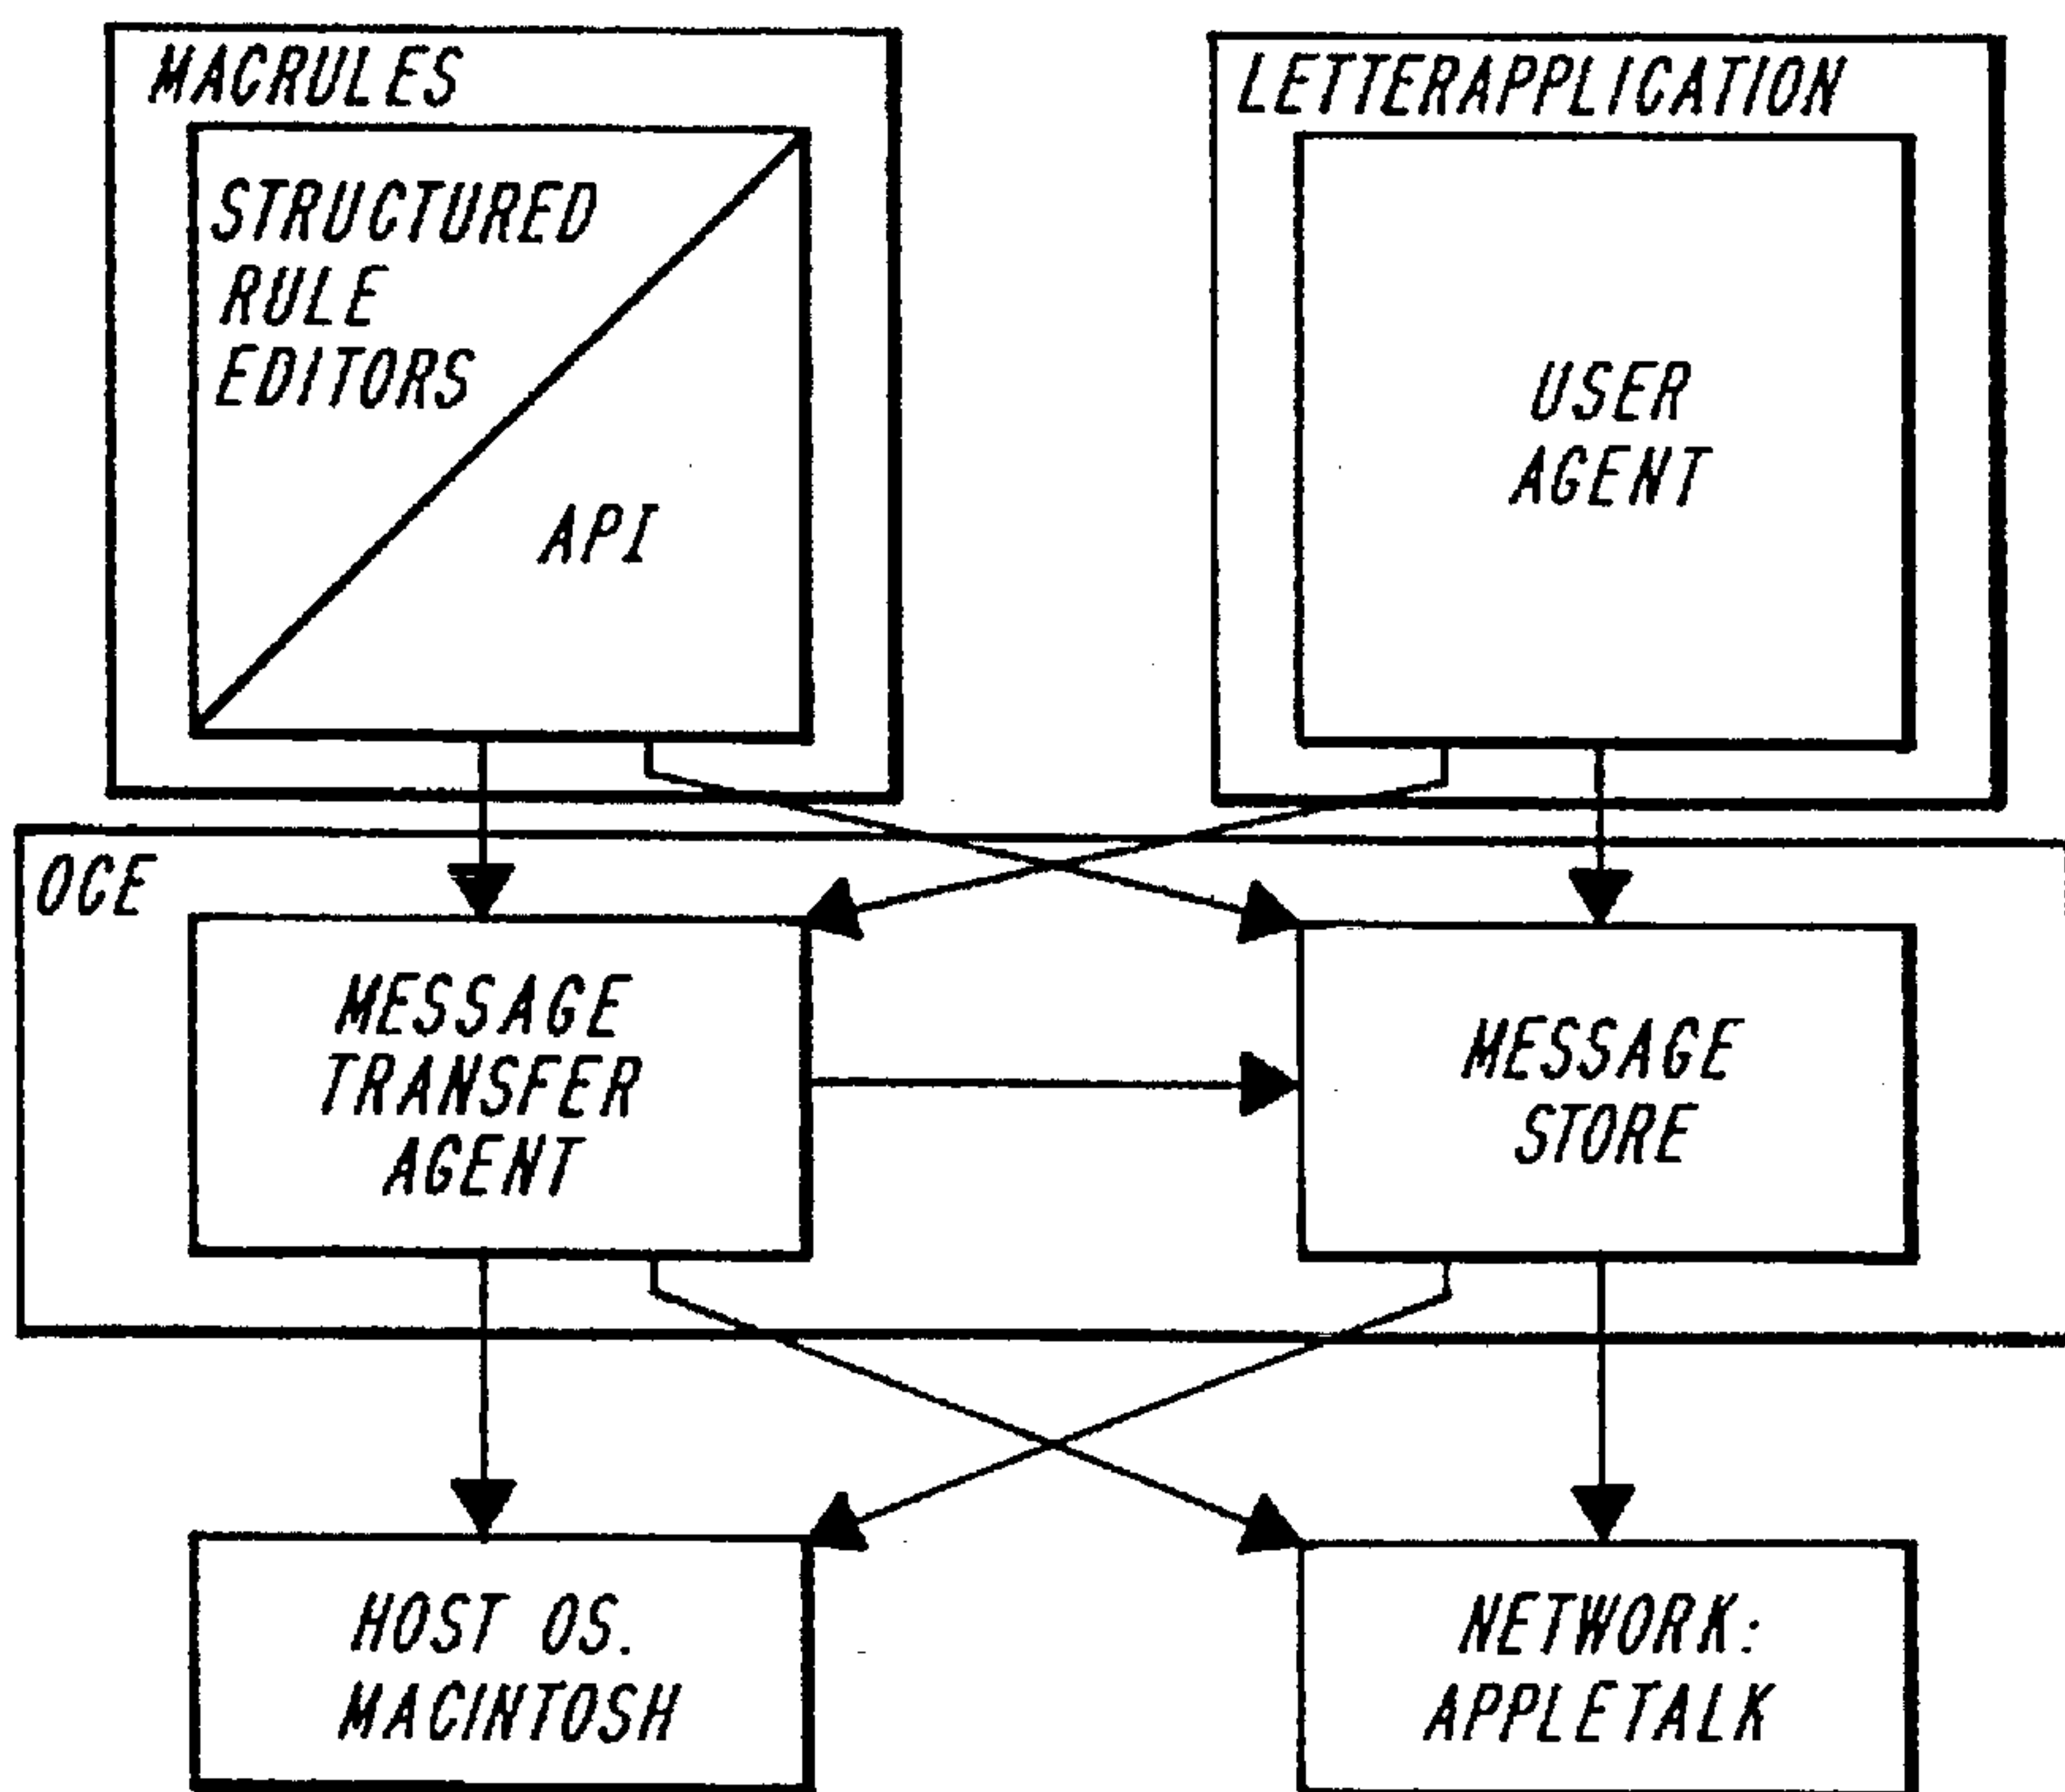 MACRULES
STRUCTURED
RULE
EDITORS
API
LETTERAPPLICATION
USER
AGENT
OCE
MESSAGE
TRANSFER
AGENT
MESSAGE
STORE
HOST OS.
MACINTOSH
NETWORK:
APPLETALK